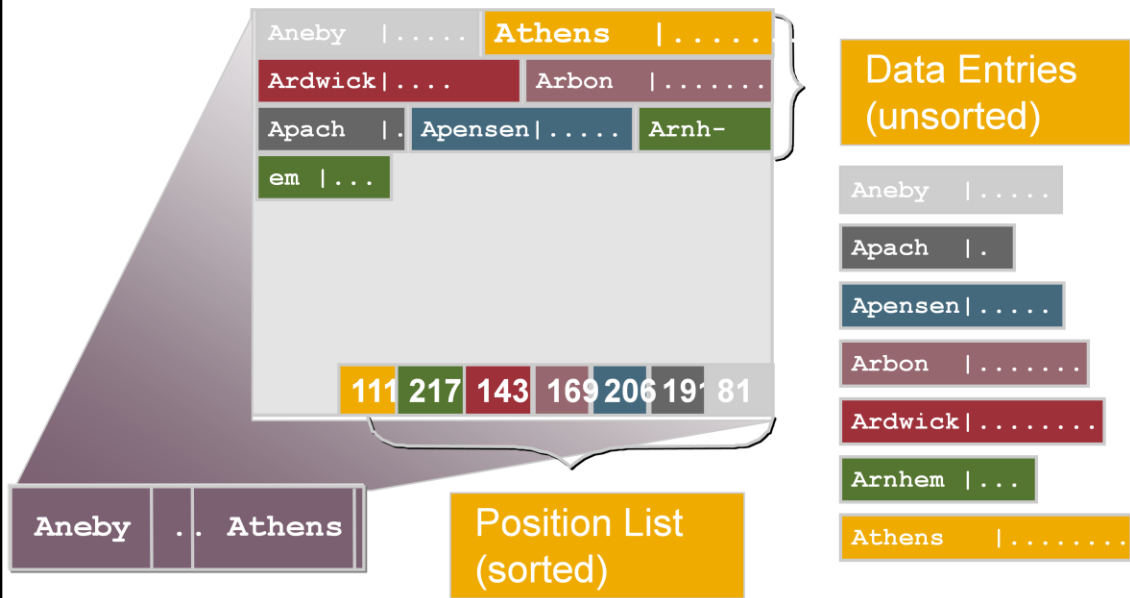 Aneby |..... Athens |.......
Ardwick|.... Arbon |.......
Apach |. Apensen|..... Arnh-
em |...
111 217 143 169 206 191 81
Aneby .. Athens
Position List
(sorted)
Data Entries
(unsorted)
Aneby |.....
Apach |.
Apensen|.....
Arbon |.......
Ardwick|........
Arnhem |...
Athens |........